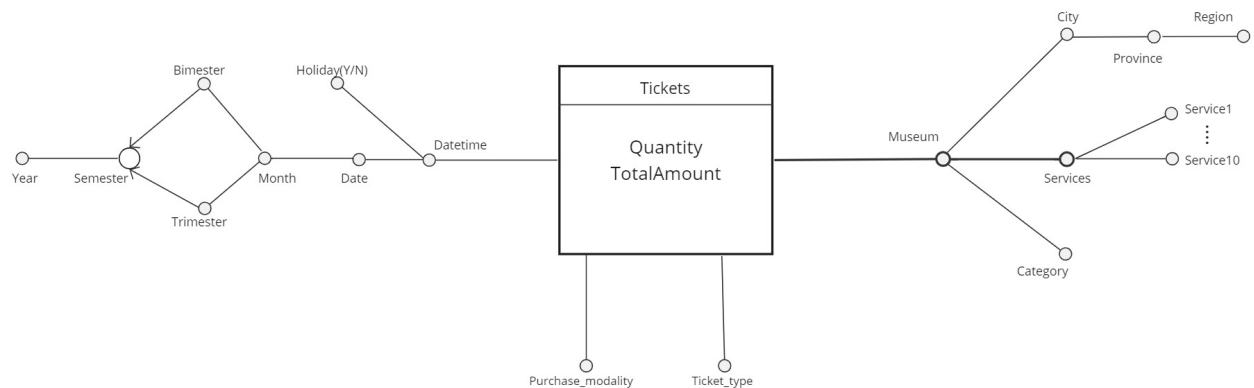 City
Region
Province
Bimester
Holiday(Y/N)
Tickets
Service1
Museum
Datetime
Quantity
TotalAmount
Service10
Year
Semester
Month
Date
Services
Trimester
Category
Purchase_modality
Ticket_type